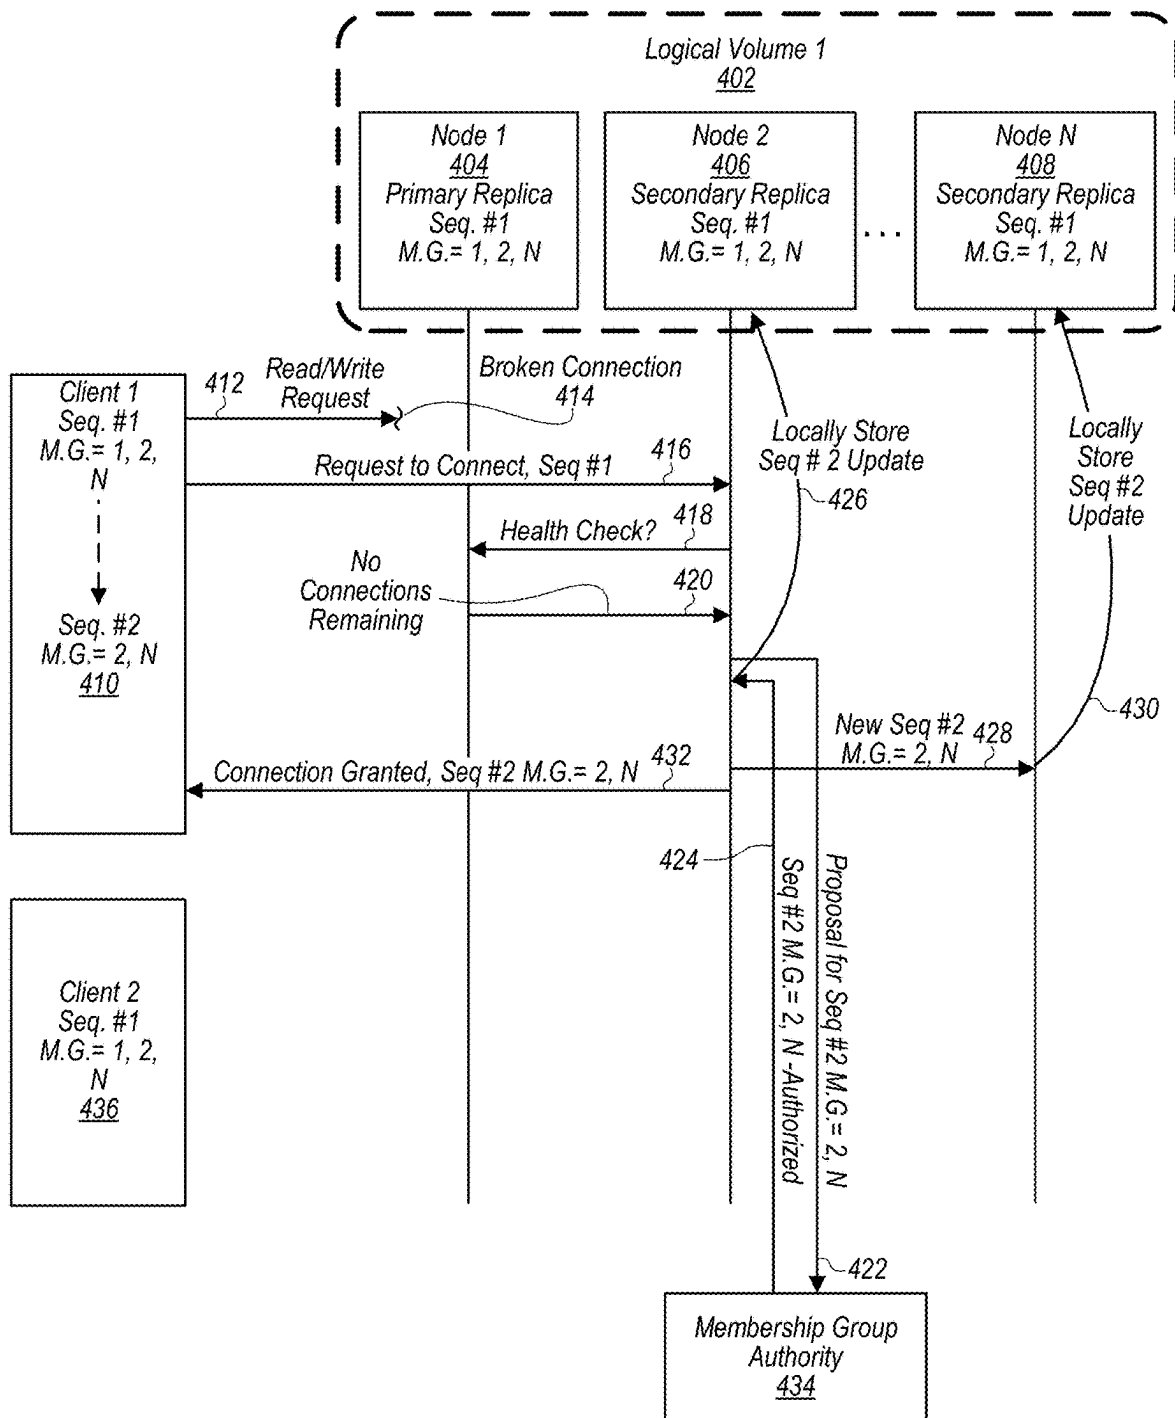 Logical Volume 1
402
Node 1
404
Primary Replica
Seq. #1
M.G.= 1, 2, N
Node 2
406
Secondary Replica
Seq. #1
M.G.= 1, 2, N
. . .
Node N
408
Secondary Replica
Seq. #1
M.G.= 1, 2, N
Client 1
Seq. #1
M.G.= 1, 2,
N
Seq. #2
M.G.= 2, N
410
412
Read/Write
Request
Broken Connection
414
Request to Connect, Seq #1
416
Health Check?
418
No
Connections
Remaining
420
Locally Store
Seq # 2 Update
426
Locally
Store
Seq #2
Update
430
New Seq #2
M.G.= 2, N
428
Connection Granted, Seq #2 M.G.= 2, N
432
424
Seq #2 M.G.= 2, N -Authorized
Proposal for Seq #2 M.G.= 2, N
422
Client 2
Seq. #1
M.G.= 1, 2,
N
436
Membership Group
Authority
434